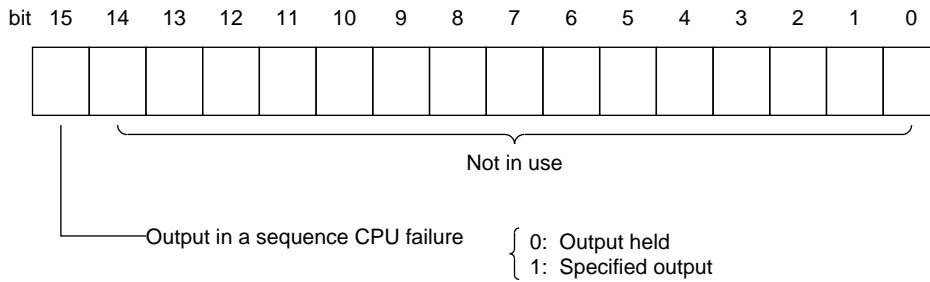 bit 15 14 13 12 11 10 9 8 7 6 5 4 3 2 1 0
Not in use
Output in a sequence CPU failure
0: Output held
1: Specified output